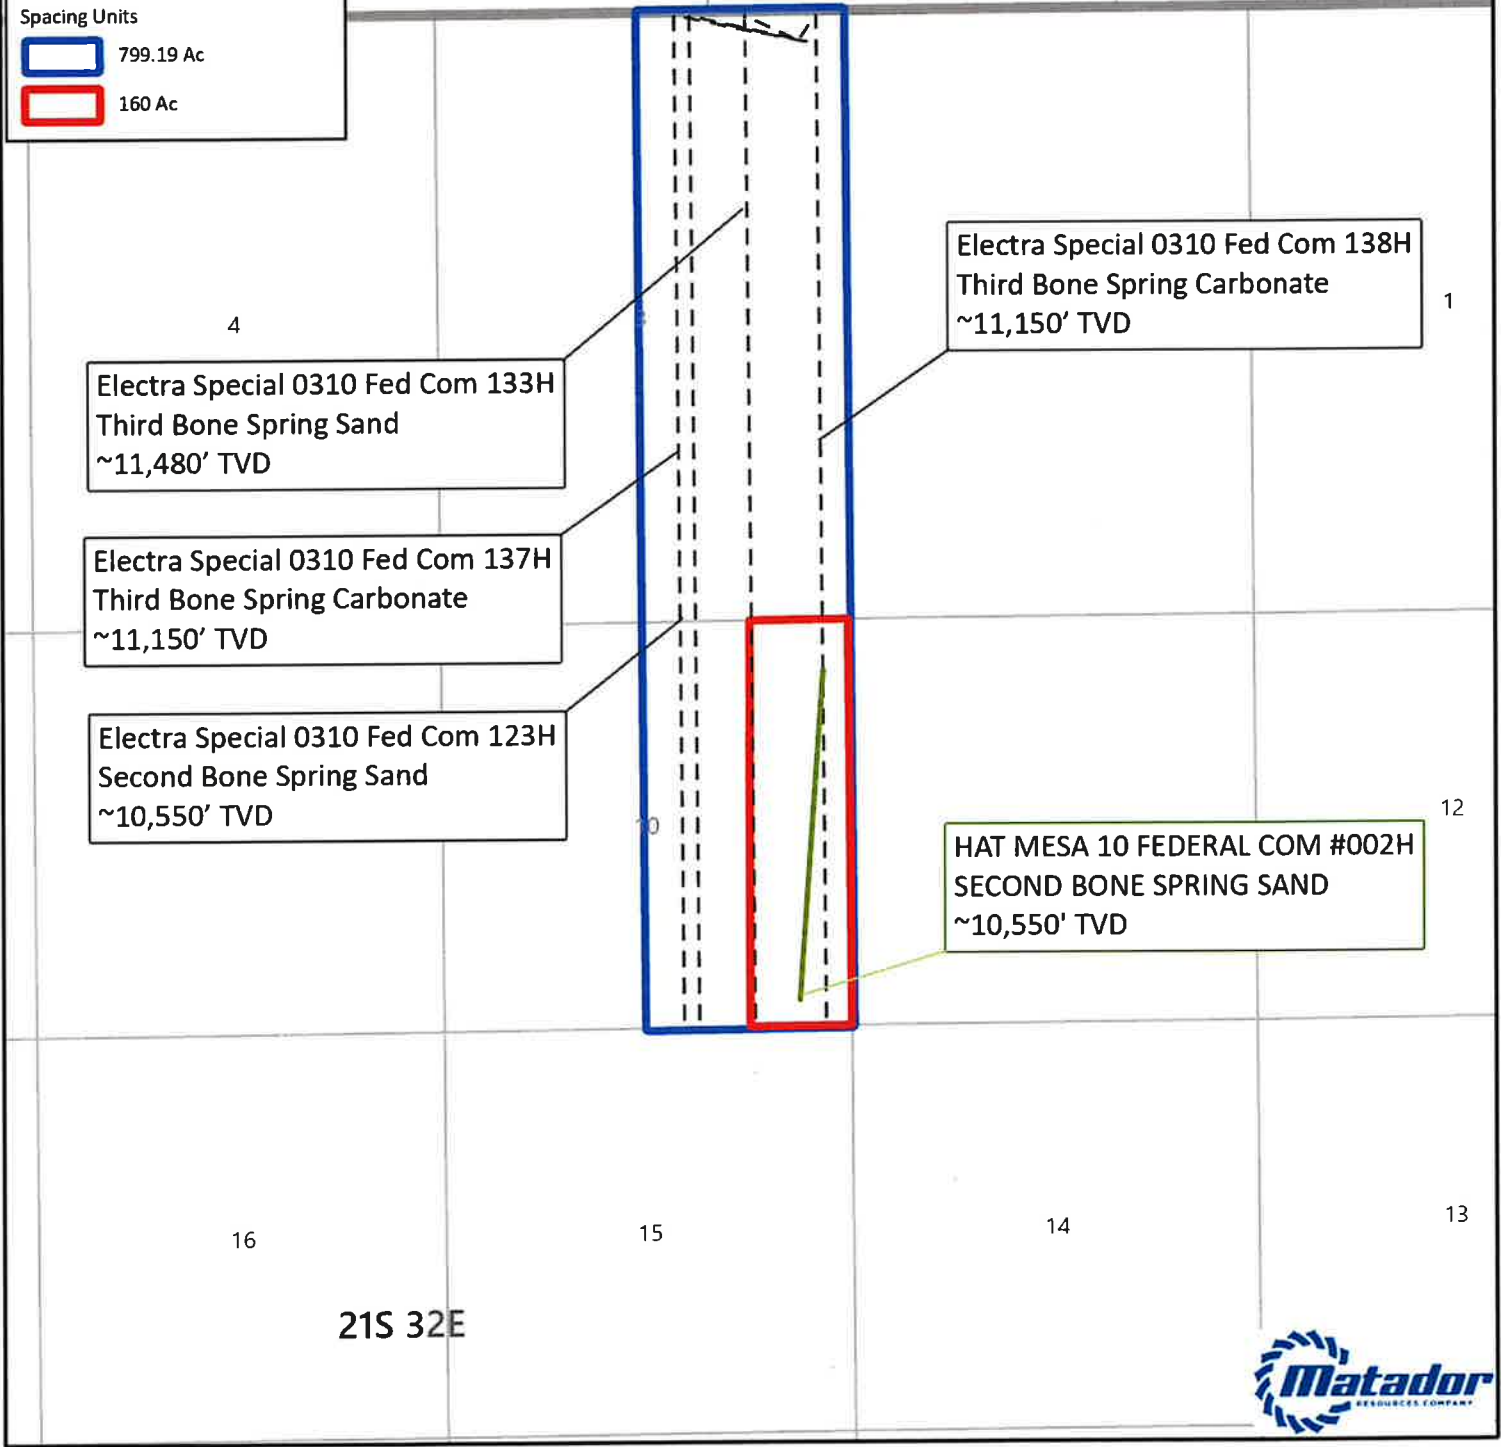 Spacing Units
799.19 Ac
160 Ac
Electra Special 0310 Fed Com 138H
Third Bone Spring Carbonate
~11,150' TVD
1
4
Electra Special 0310 Fed Com 133H
Third Bone Spring Sand
~11,480' TVD
Electra Special 0310 Fed Com 137H
Third Bone Spring Carbonate
~11,150' TVD
Electra Special 0310 Fed Com 123H
Second Bone Spring Sand
~10,550' TVD
12
HAT MESA 10 FEDERAL COM #002H
SECOND BONE SPRING SAND
~10,550' TVD
16
15
14
13
21S 32E
Matador
RESOURCES COMPANY